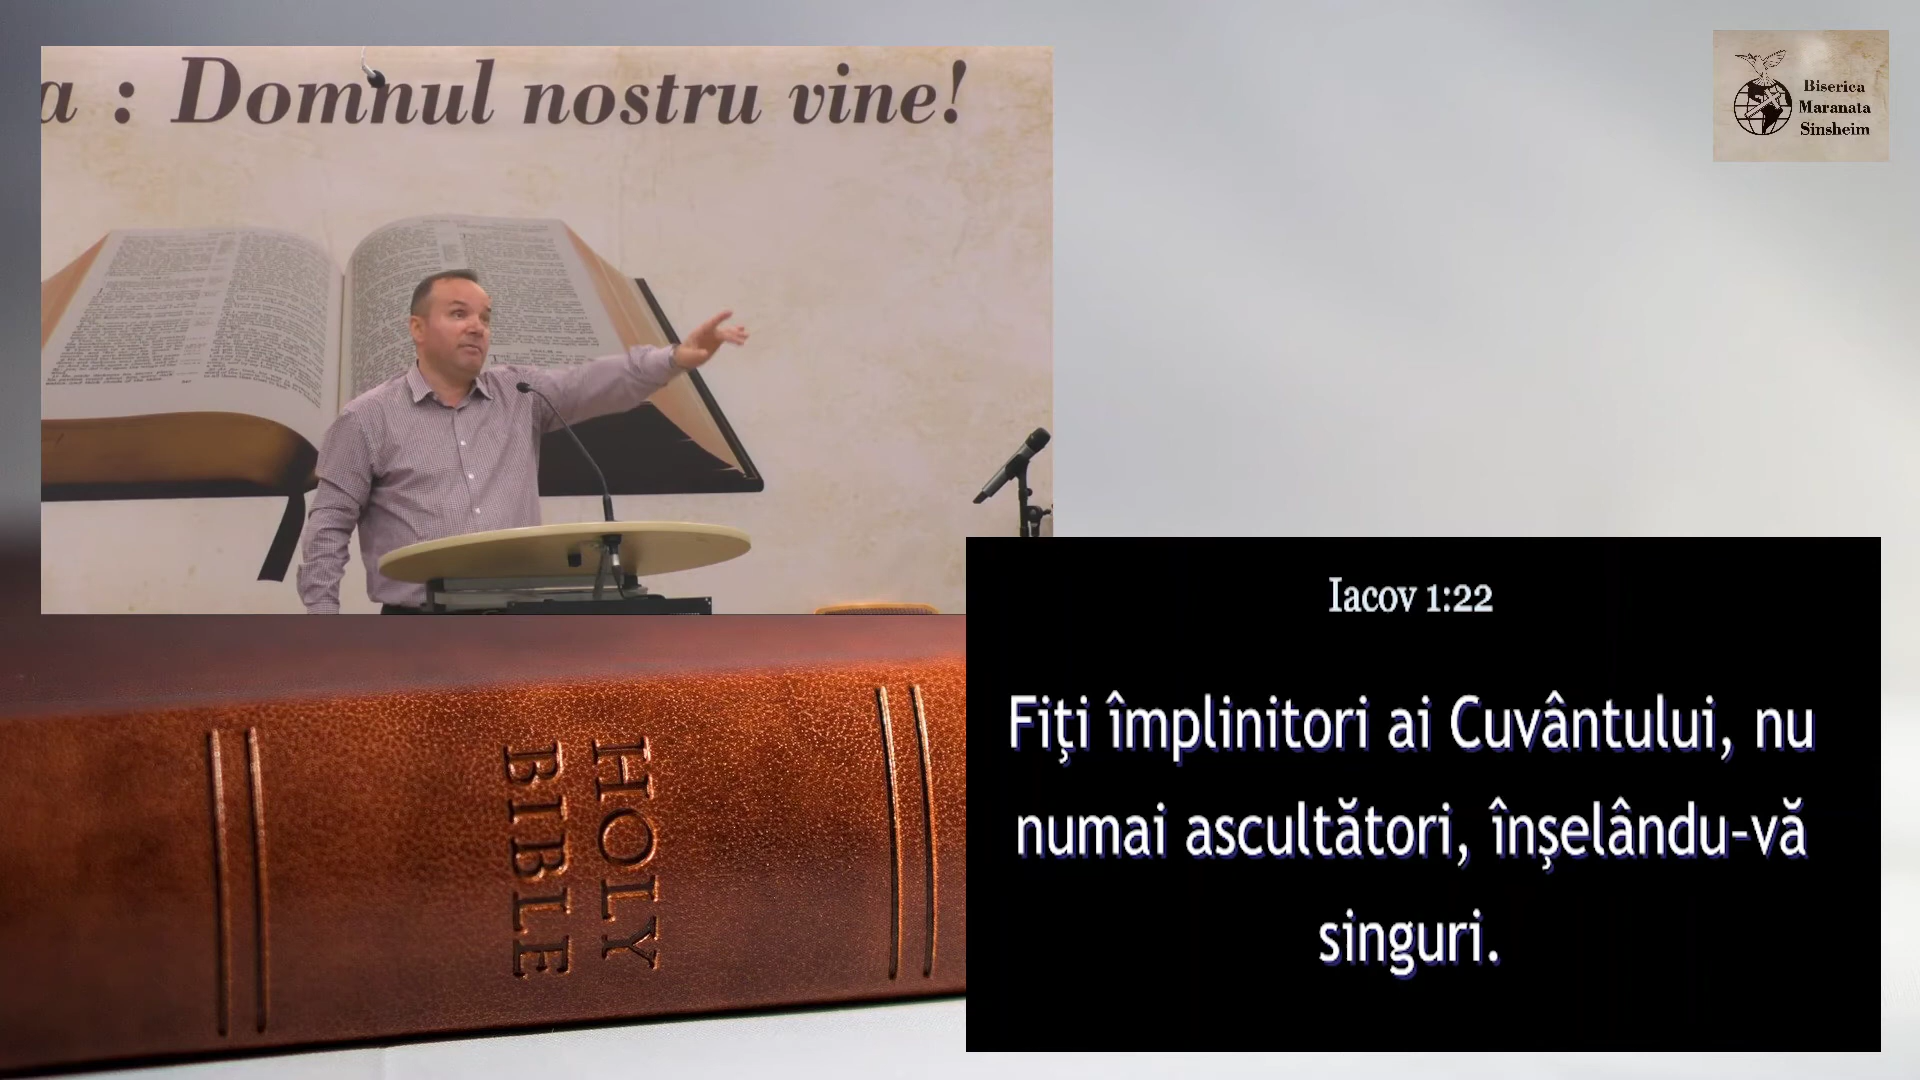 a : Domnul nostru vine!
Biserica
Maranata
Sinsheim
Iacov 1:22
Fiți împlinitori ai Cuvântului, nu
numai ascultători, înșelându-vă
singuri.
HOLY
BIBLE